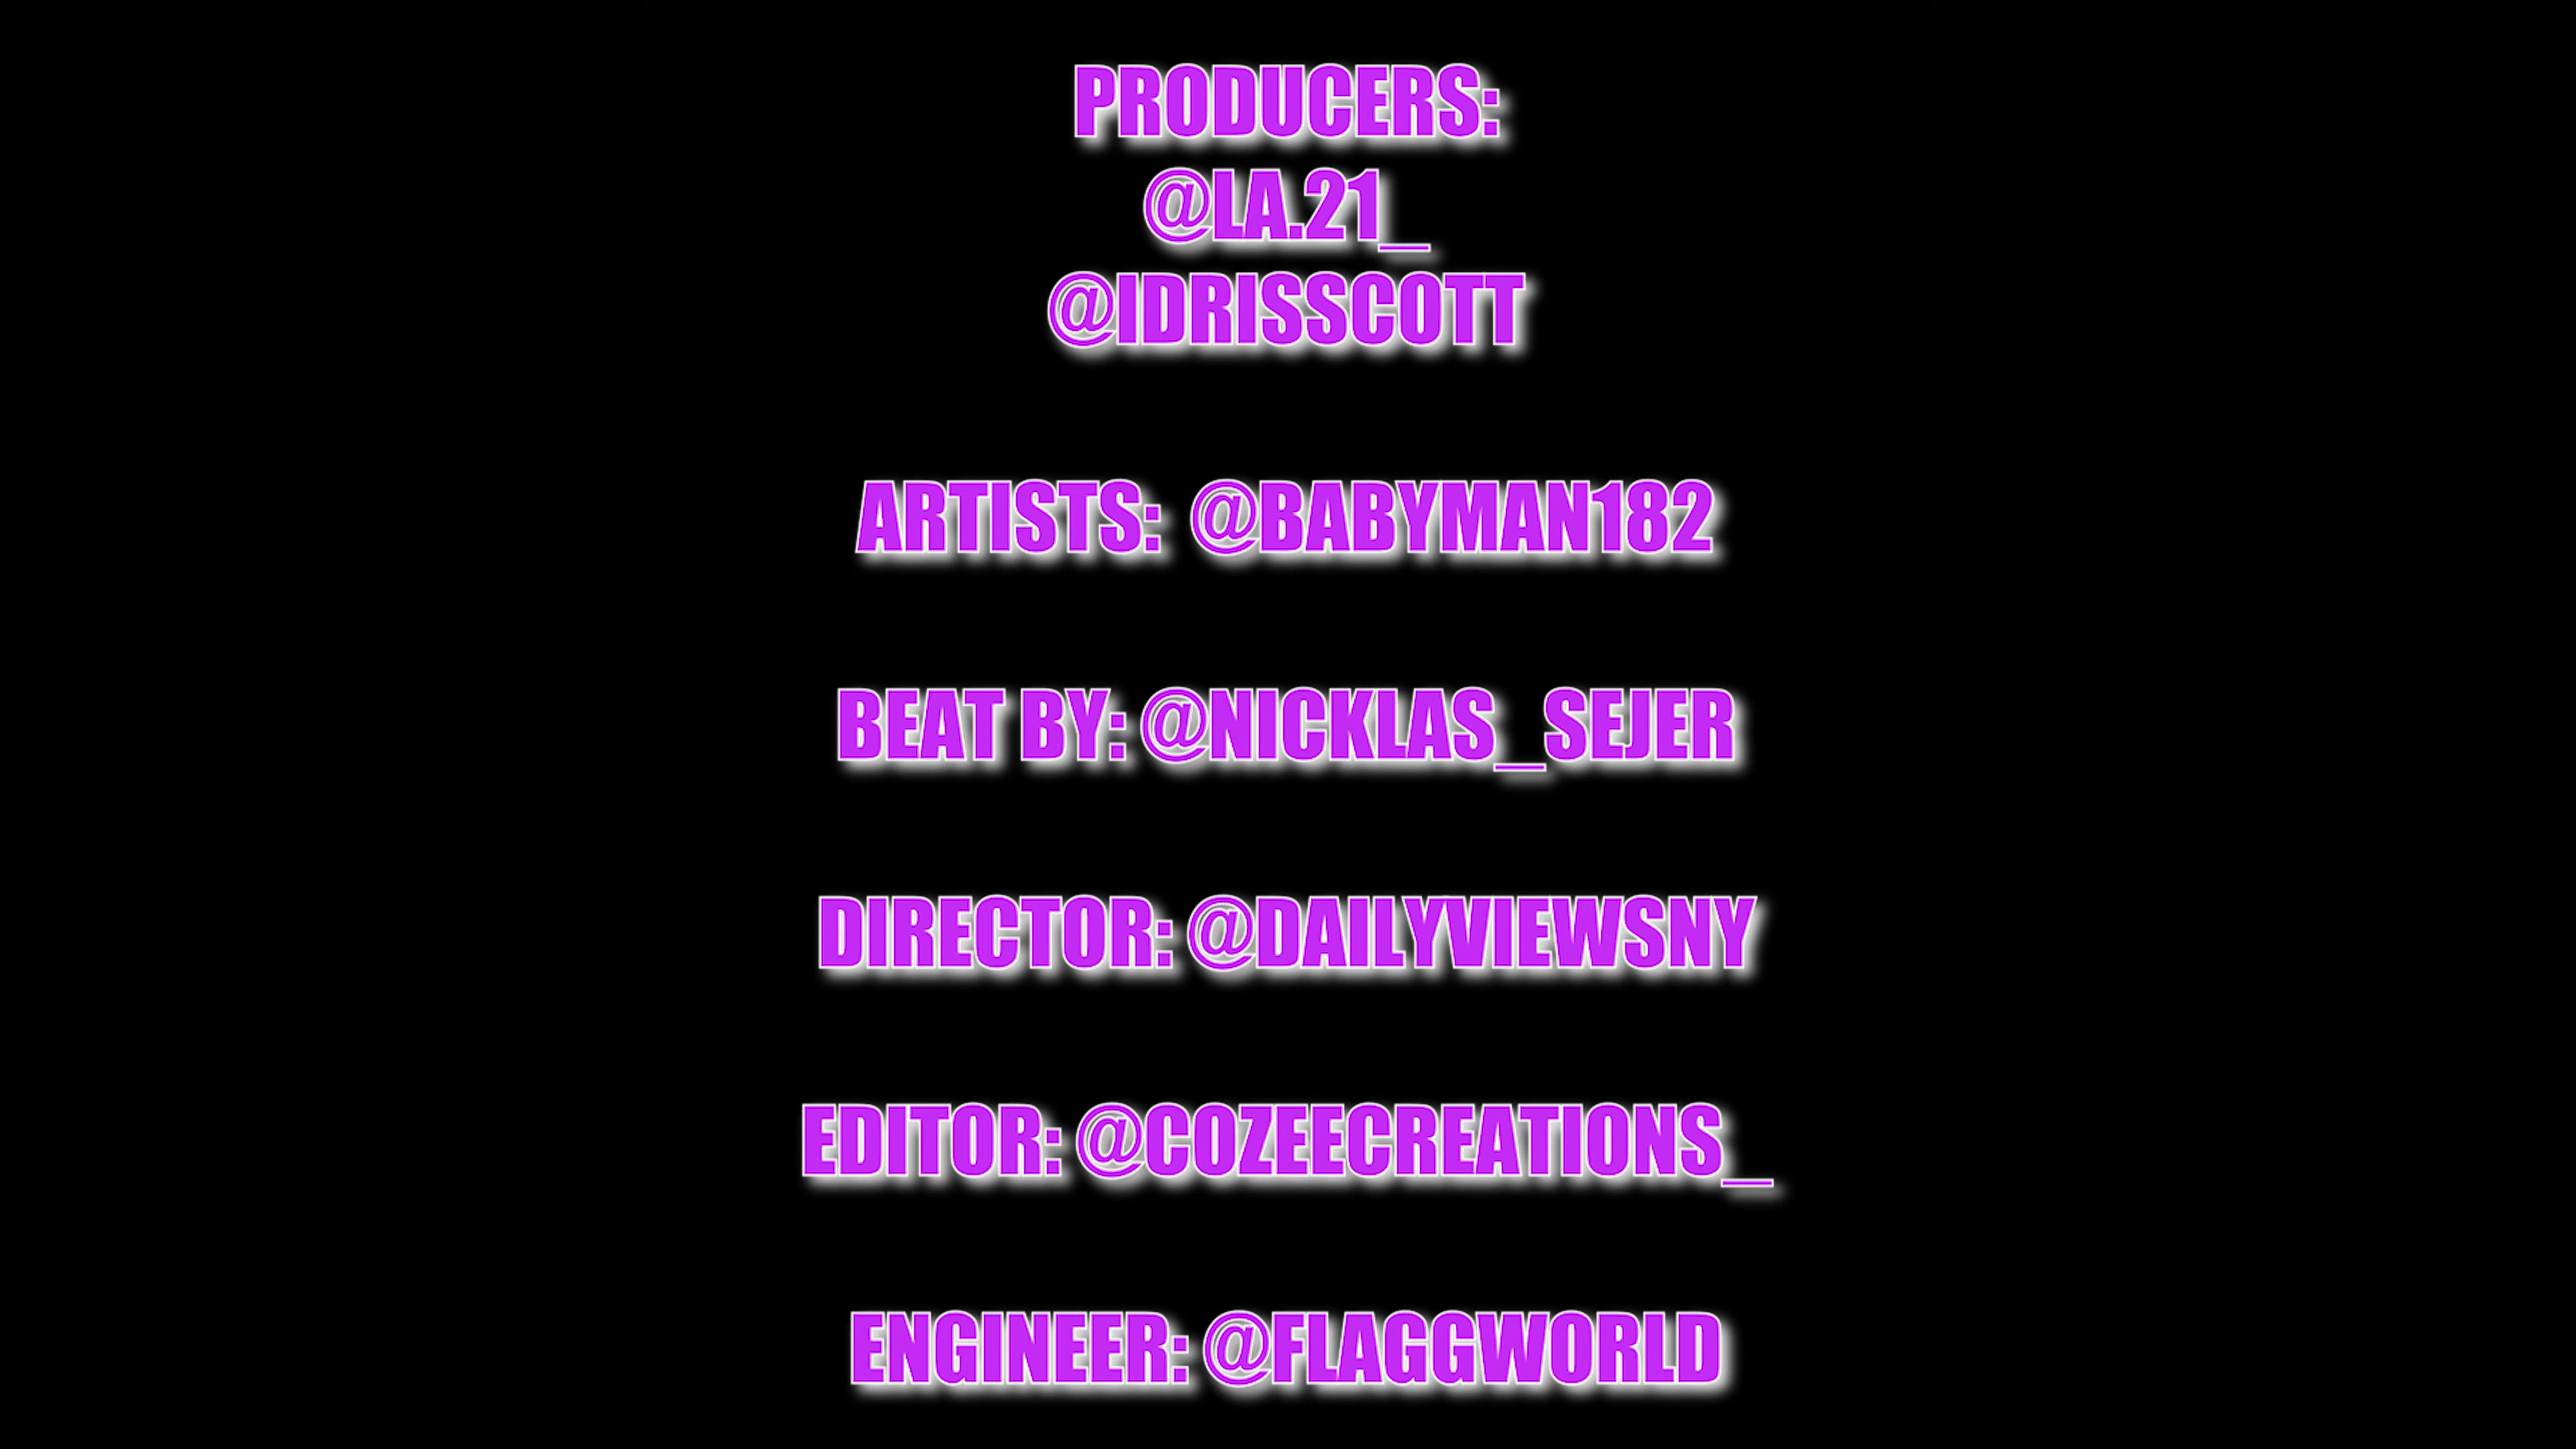 PRODUCERS:
@LA.21_
@IDRISSCOTT
ARTISTS: @BABYMAN182
BEAT BY: @NICKLAS_SEJER
DIRECTOR: @DAILYVIEWSNY
EDITOR: @COZEECREATIONS_
ENGINEER: @FLAGGWORLD